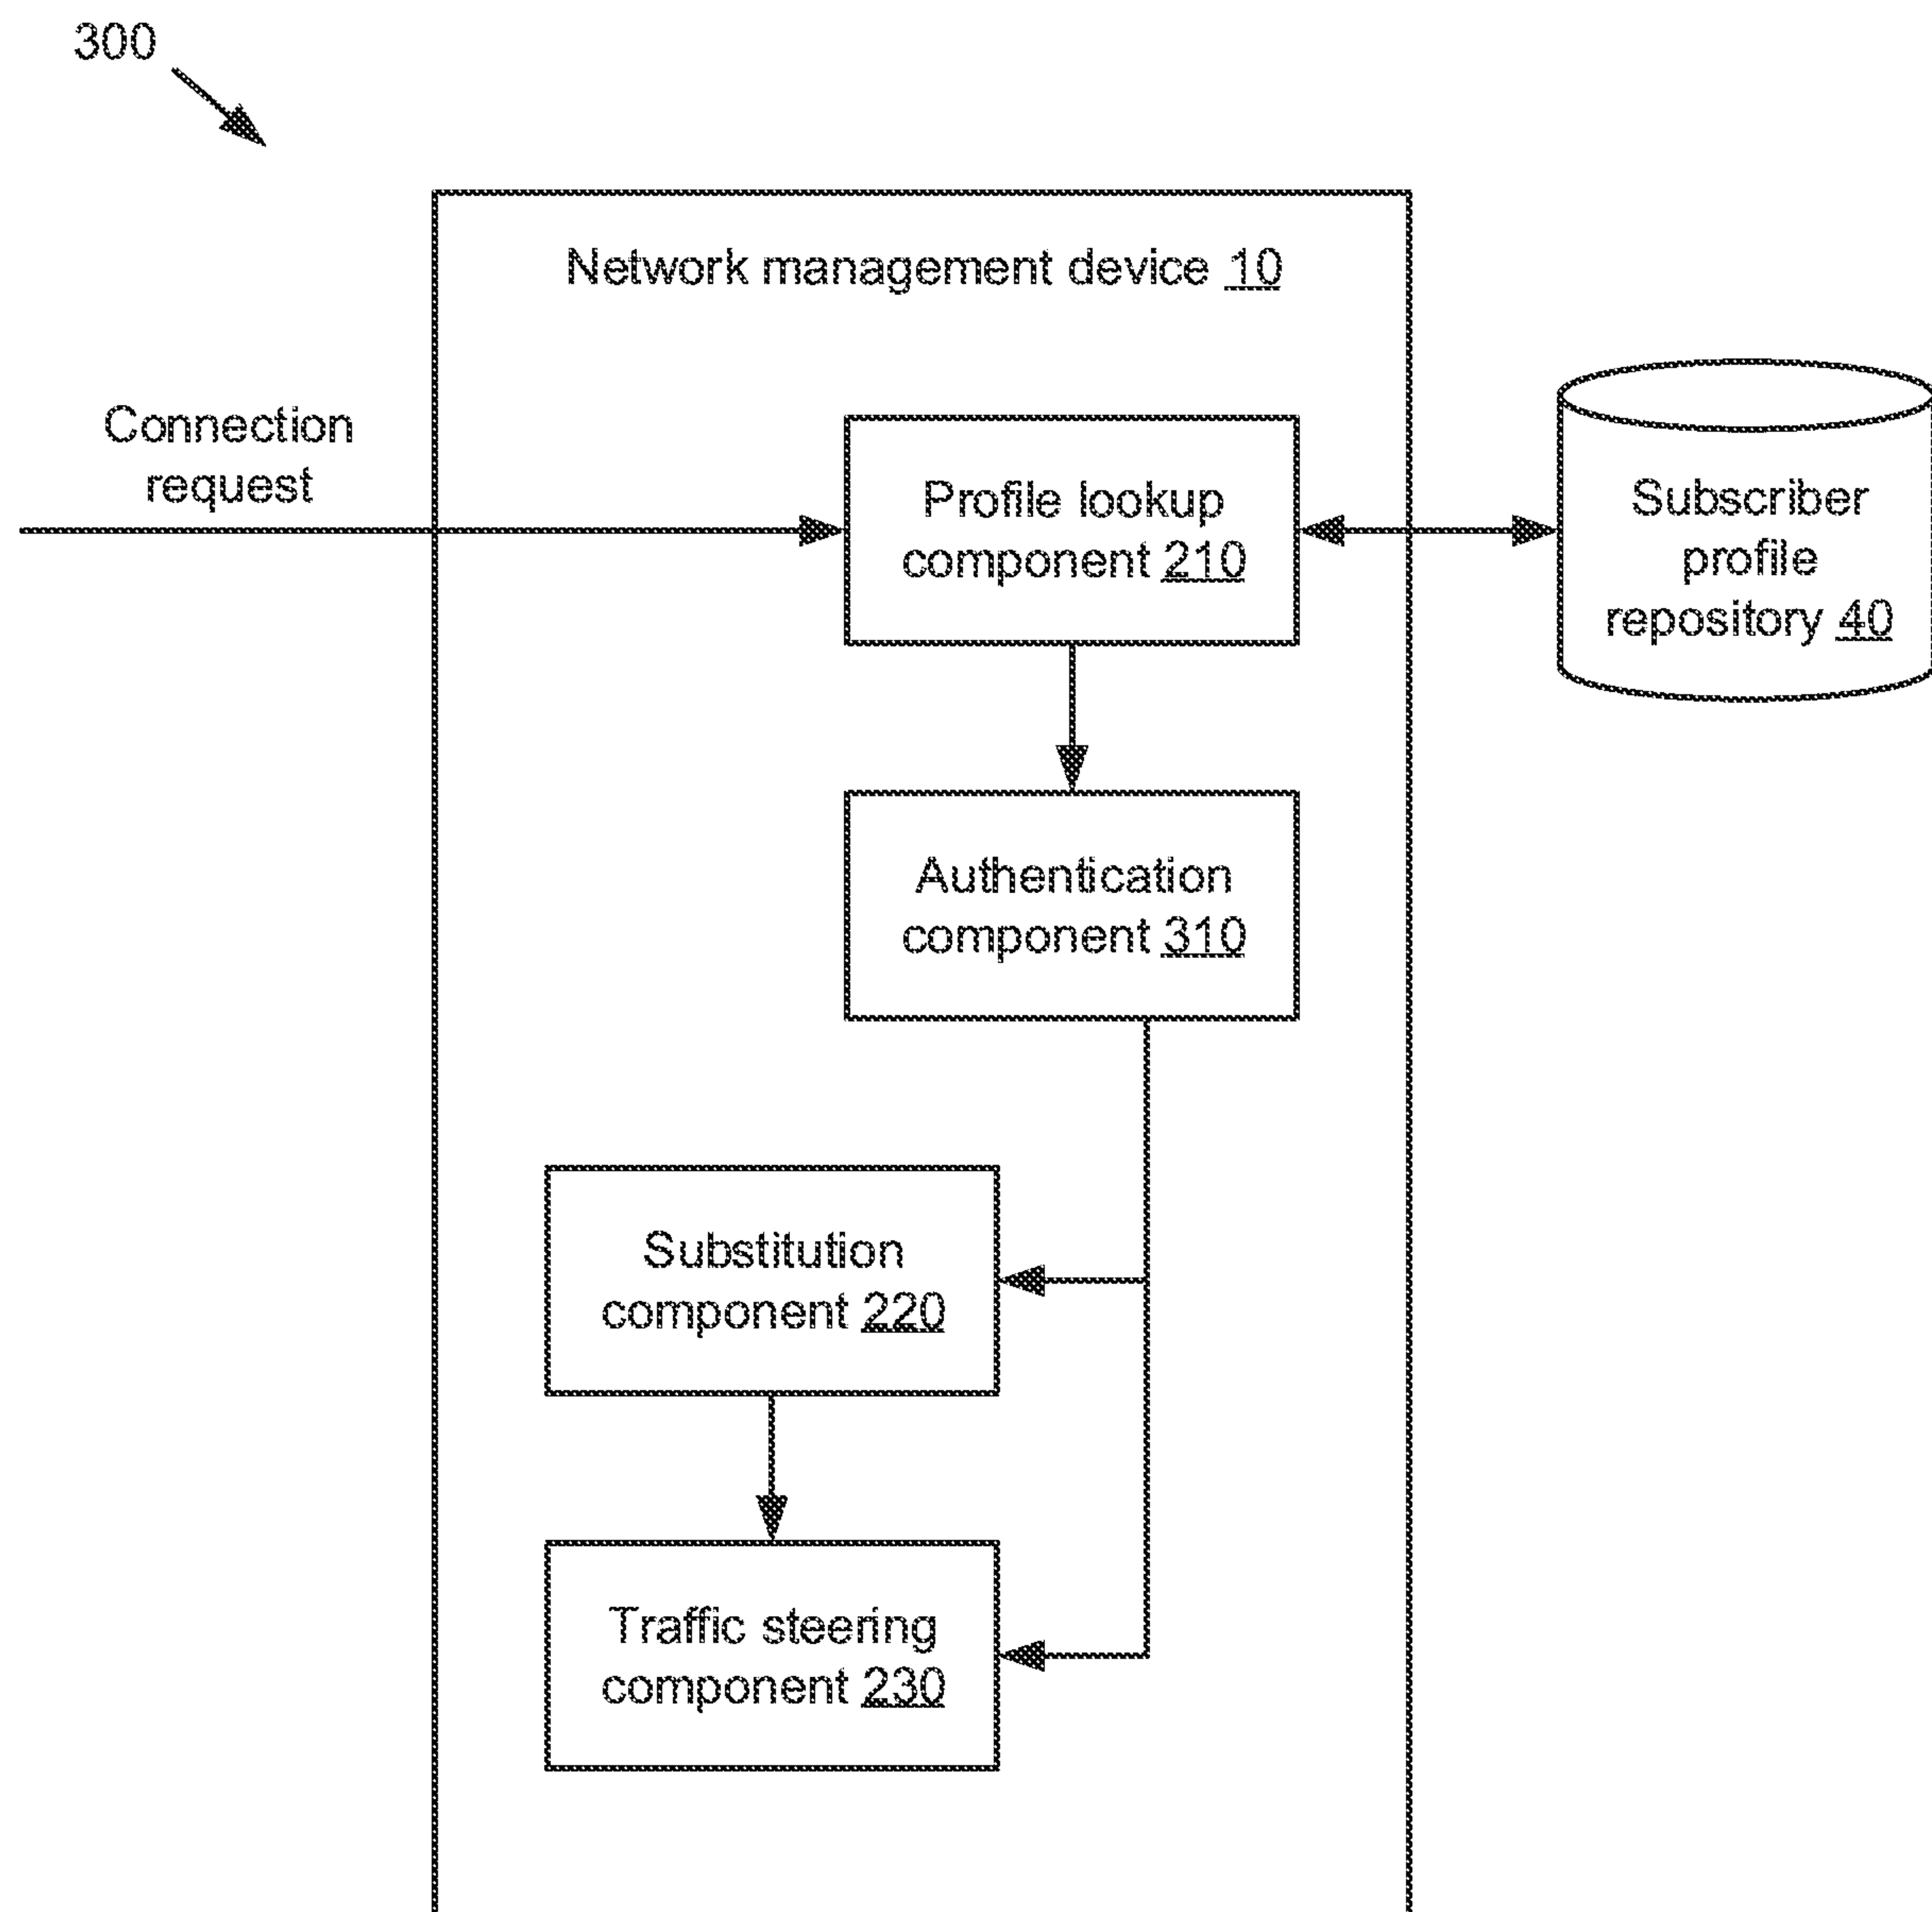 300
Network management device 10
Connection
request
Profile lookup
component 210
Subscriber
profile
repository 40
Authentication
component 310
Substitution
component 220
Traffic steering
component 230